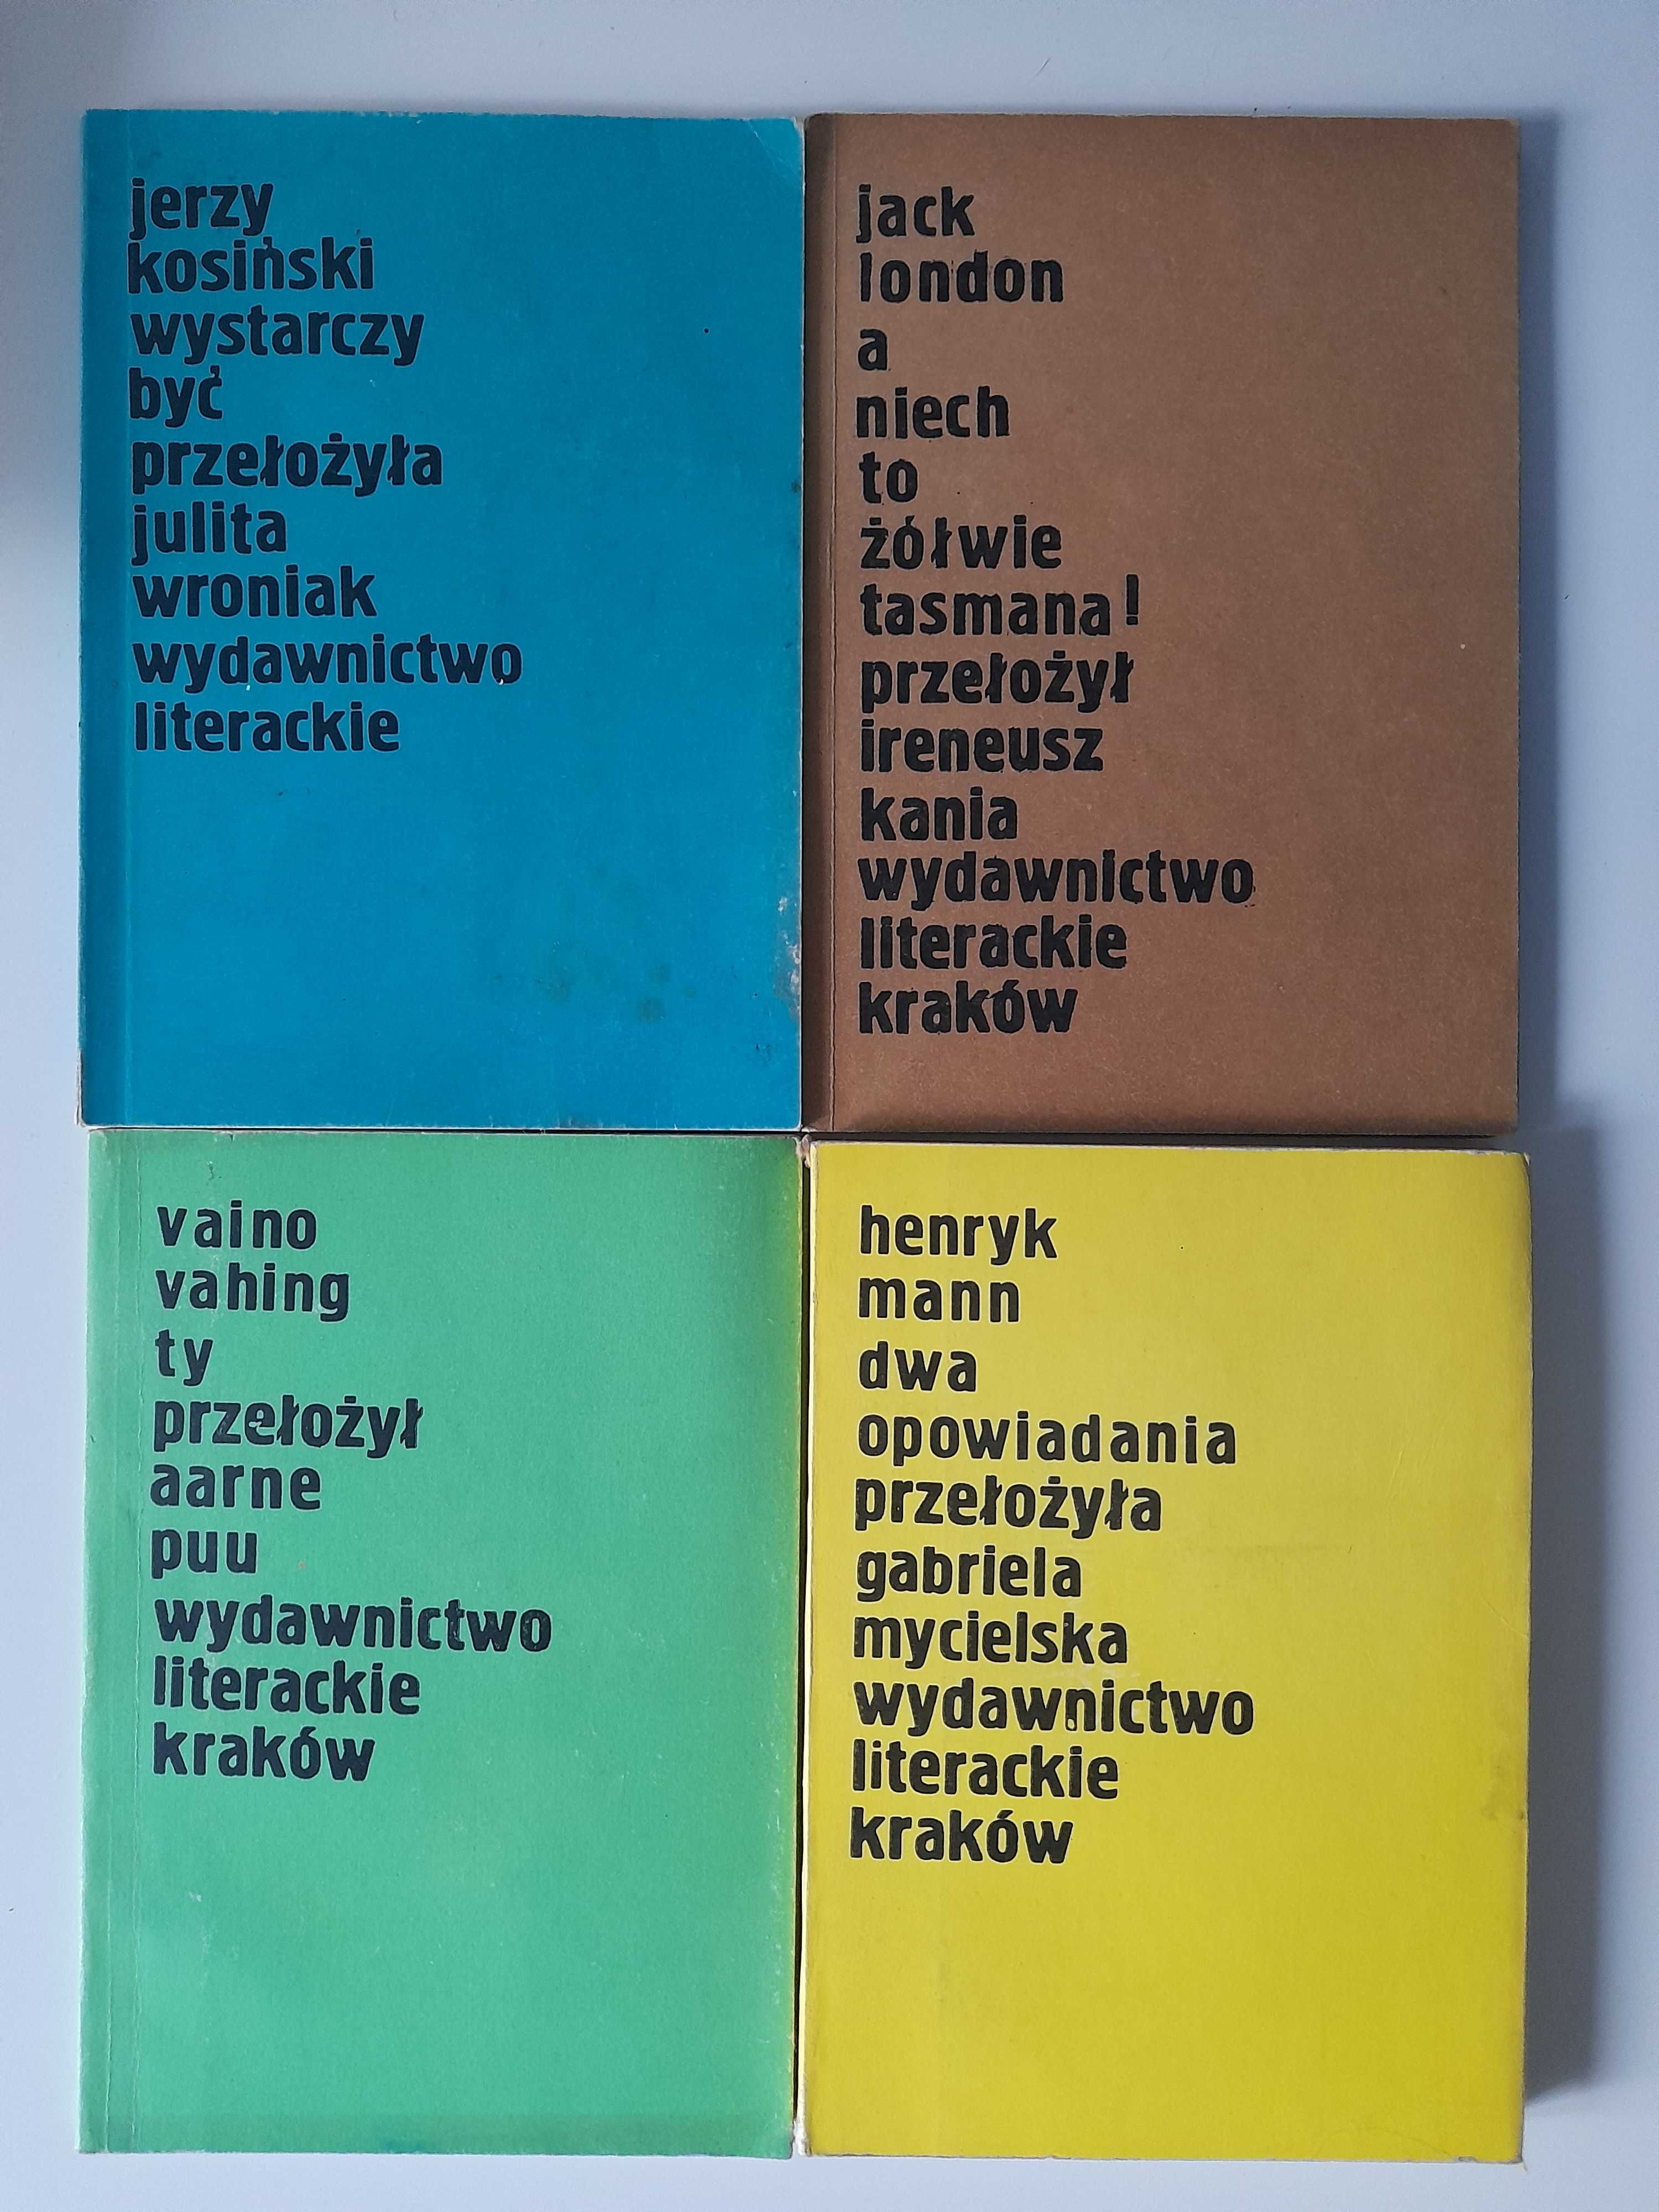 jerzy
kosiński
wystarczy
być
przełożyła
julita
wroniak
wydawnictwo
literackie
jack
london
a
niech
to
żółwie
tasmana!
przełożył
ireneusz
kania
wydawnictwo
literackie
kraków
vaino
vahing
ty
przełożył
aarne
puu
wydawnictwo
literackie
kraków
henryk
mann
dwa
opowiadania
przełożyła
gabriela
mycielska
wydawnictwo
literackie
kraków